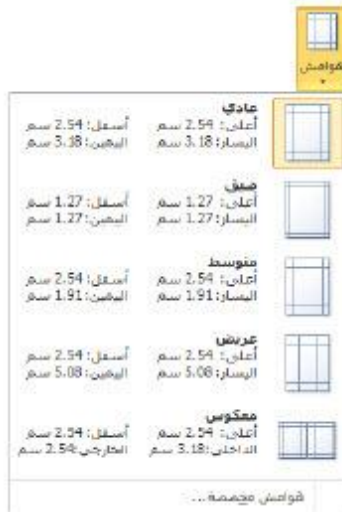 هوامش
عادي
أعلى: 2.54 سم أسفل: 2.54 سم
اليسار: 3.18 سم اليمين: 3.18 سم
ضيق
أعلى: 1.27 سم أسفل: 1.27 سم
اليسار: 1.27 سم اليمين: 1.27 سم
متوسط
أعلى: 2.54 سم أسفل: 2.54 سم
اليسار: 1.91 سم اليمين: 1.91 سم
عريض
أعلى: 2.54 سم أسفل: 2.54 سم
اليسار: 5.08 سم اليمين: 5.08 سم
معكوس
أعلى: 2.54 سم أسفل: 2.54 سم
الداخلي: 3.18 سم الخارجي: 2.54 سم
هوامش مخصصة...